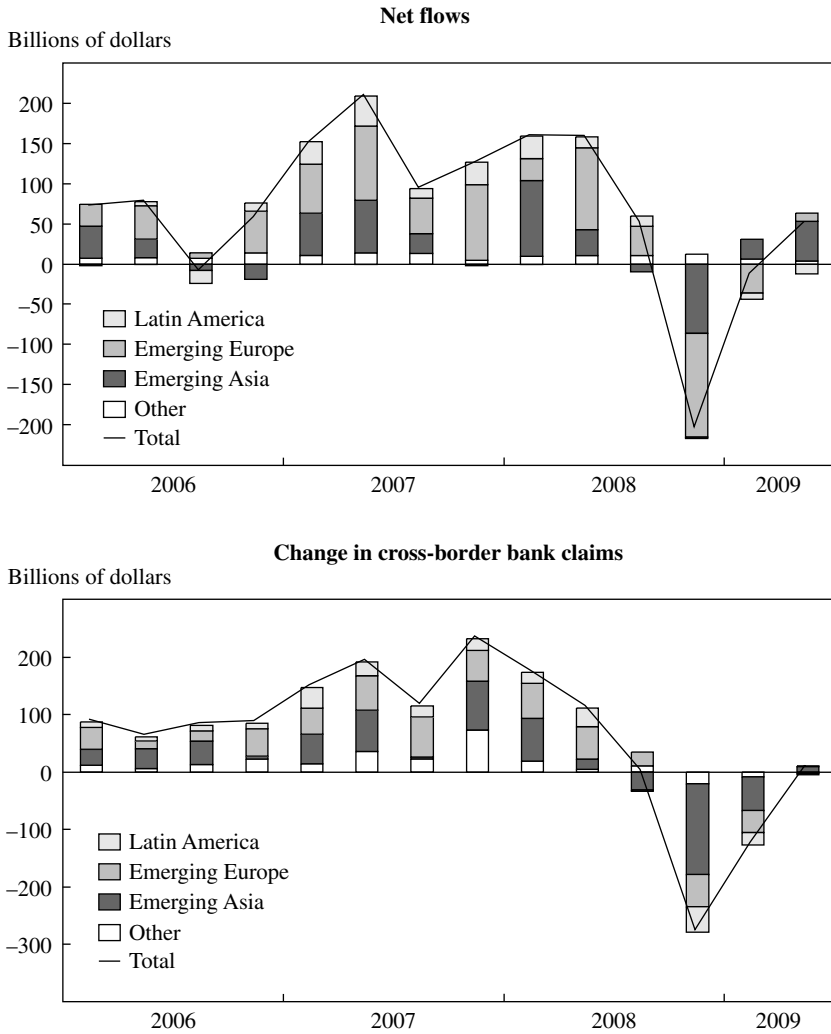 Net flows
Billions of dollars
200
150
100
50
0
–50
–100
–150
–200
Latin America
Emerging Europe
Emerging Asia
Other
Total
2006 2007 2008 2009
Change in cross-border bank claims
Billions of dollars
200
100
0
–100
–200
–300
Latin America
Emerging Europe
Emerging Asia
Other
Total
2006 2007 2008 2009